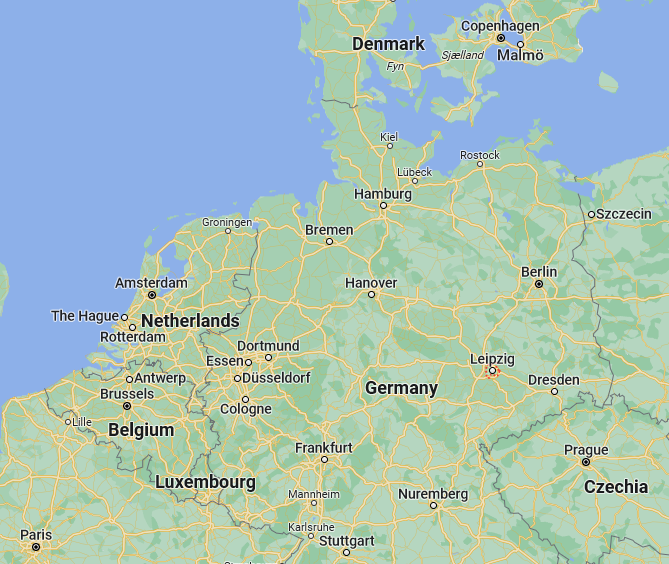 Copenhagen
Denmark
Malmö
Sjælland
Fyn
Kiel
Rostock
Lübeck
Hamburg
Szczecin
Groningen
Bremen
Berlin
Amsterdam
Hanover
The Hague
Netherlands
Rotterdam
Dortmund
Essen
Leipzig
Antwerp
Düsseldorf
Dresden
Brussels
Germany
Cologne
Lille
Belgium
Frankfurt
Prague
Luxembourg
Czechia
Mannheim
Nuremberg
Karlsruhe
Paris
Stuttgart